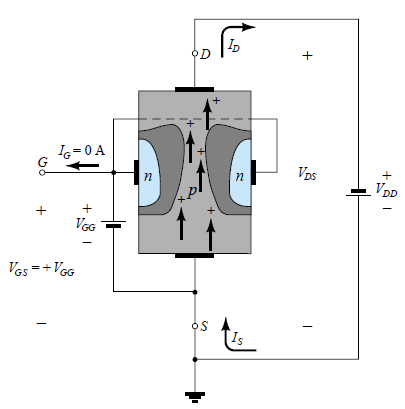 D
I_D
+
+
+
I_G = 0 A
+
G
n
+
n
V_DS
+
V_DD
+ p
+
+
+
−
V_GG
−
V_GS = + V_GG
−
S
I_S
−